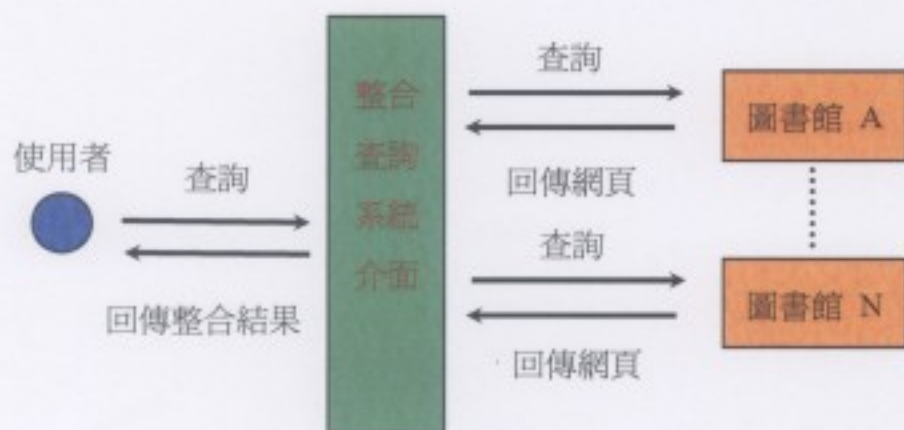 使用者
查詢
回傳整合結果
整合
查詢
系統
介面
查詢
回傳網頁
查詢
回傳網頁
圖書館 A
圖書館 N